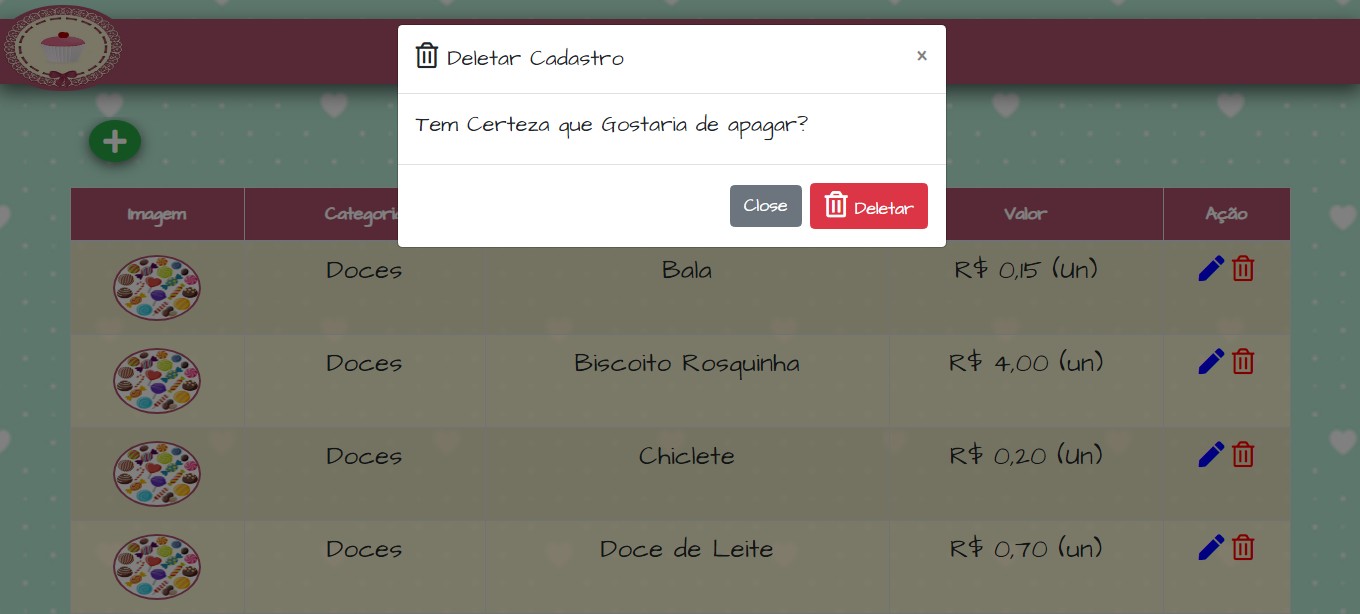 Deletar Cadastro ×
Tem Certeza que Gostaria de apagar?
Close Deletar
Imagem Valor Ação
Doces Bala R$ 0,15 (Un)
Doces Biscoito Rosquinha R$ 4,00 (un)
Doces Chiclete R$ 0,20 (Un)
Doces Doce de Leite R$ 0,70 (un)